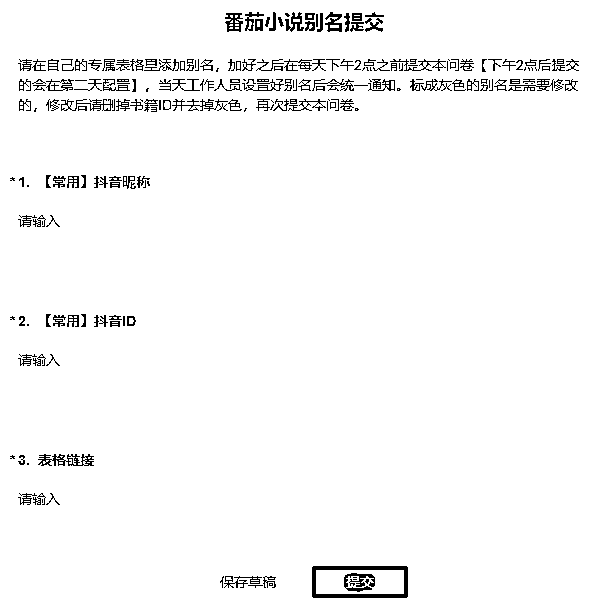 番茄小说别名提交
请在自己的专属表格里添加别名，加好之后在每天下午2点之前提交本问卷【下午2点后提交
的会在第二天配置】，当天工作人员设置好别名后会统一通知。标成灰色的别名是需要修改
的，修改后请删掉书籍ID并去掉灰色，再次提交本问卷。
*1. 【常用】抖音昵称
请输入
*2. 【常用】抖音ID
请输入
*3. 表格链接
请输入
保存草稿 提交